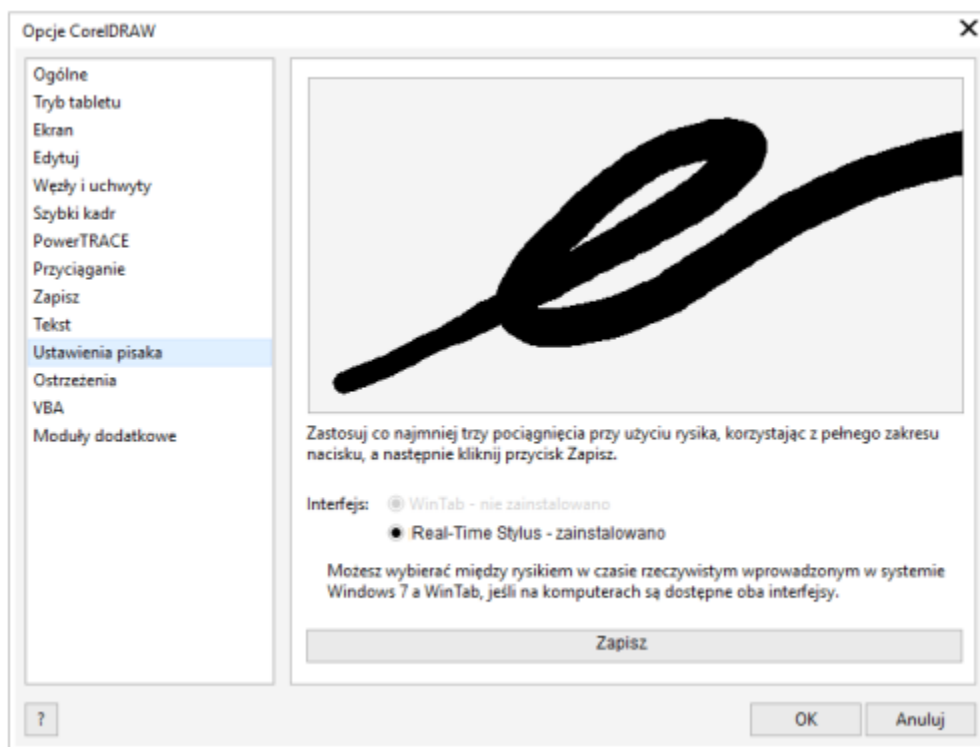 Opcje CorelDRAW
Ogólne
Tryb tabletu
Ekran
Edytuj
Węzły i uchwyty
Szybki kadr
PowerTRACE
Przyciąganie
Zapisz
Tekst
Ustawienia pisaka
Ostrzeżenia
VBA
Moduły dodatkowe
Zastosuj co najmniej trzy pociągnięcia przy użyciu rysika, korzystając z pełnego zakresu
nacisku, a następnie kliknij przycisk Zapisz.
Interfejs: WinTab - nie zainstalowano
Real-Time Stylus - zainstalowano
Możesz wybierać między rysikiem w czasie rzeczywistym wprowadzonym w systemie
Windows 7 a WinTab, jeśli na komputerach są dostępne oba interfejsy.
Zapisz
? OK Anuluj